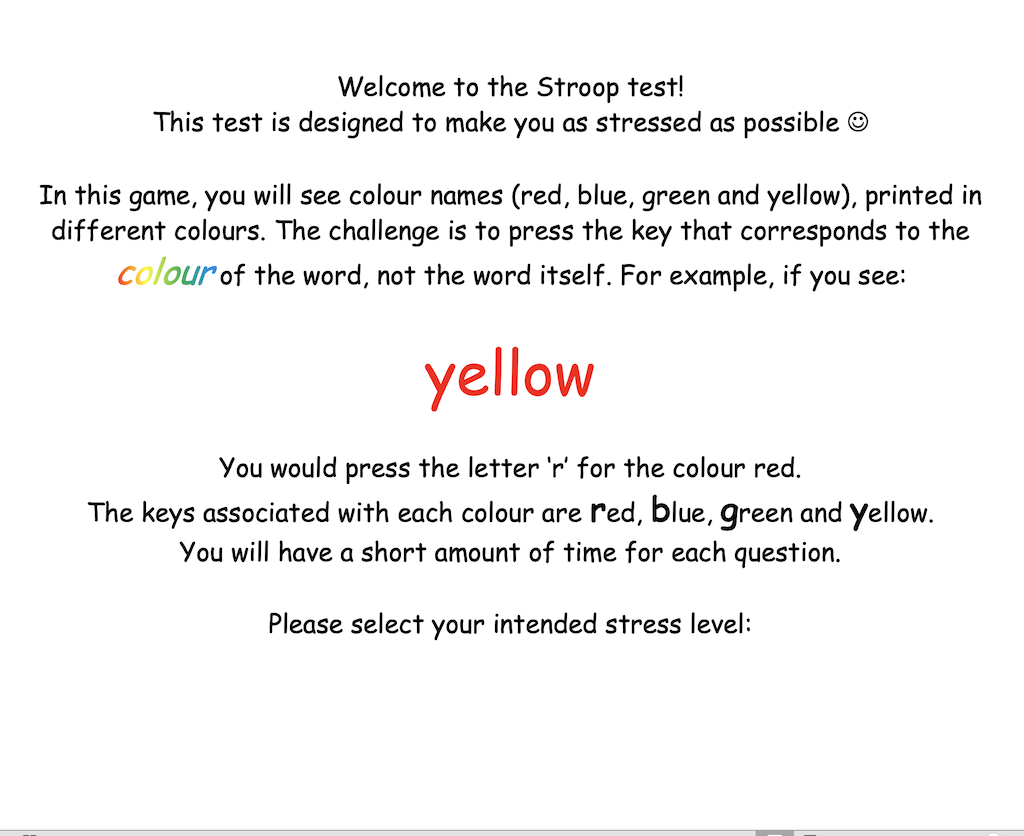 Welcome to the Stroop test!
This test is designed to make you as stressed as possible ☺
In this game, you will see colour names (red, blue, green and yellow), printed in
different colours. The challenge is to press the key that corresponds to the
colour of the word, not the word itself. For example, if you see:
yellow
You would press the letter 'r' for the colour red.
The keys associated with each colour are red, blue, green and yellow.
You will have a short amount of time for each question.
Please select your intended stress level: